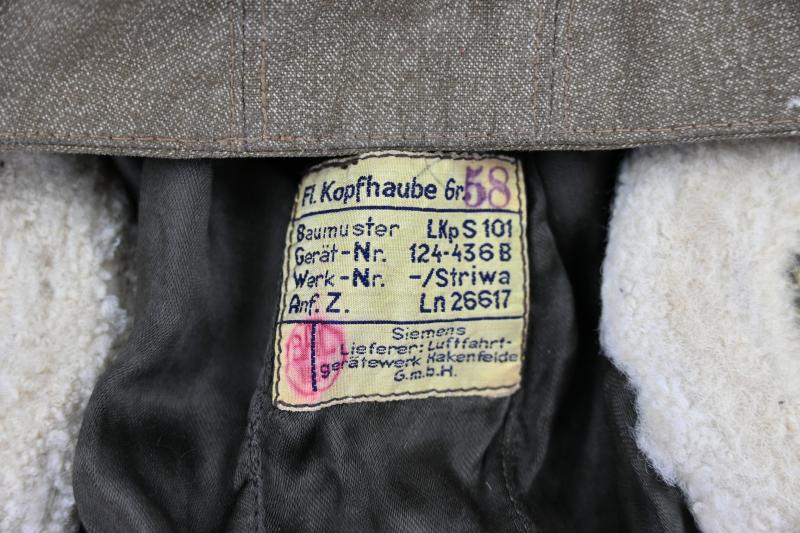 Fl. Kopfhaube Gr. 58
Baumuster LKp S 101
Gerät-Nr. 124-436 B
Werk-Nr. -/Striwa
Anf. Z. Ln 26617
Siemens
Lieferer: Luftfahrt-
gerätewerk Hakenfelde
G.m.b.H.